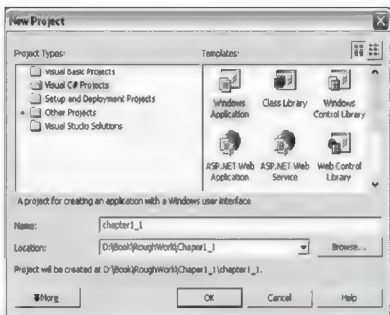 New Project
Project Types:
Templates:
Visual Basic Projects
Visual C# Projects
Setup and Deployment Projects
Other Projects
Visual Studio Solutions
Windows Application
Class Library
Windows Control Library
ASP.NET Web Application
ASP.NET Web Service
Web Control Library
A project for creating an application with a Windows user interface
Name:
chapter1_1
Location:
D:\Book\RoughWork\Chaper1_1
Browse...
Project will be created at D:\Book\RoughWork\Chaper1_1\chapter1_1.
More
OK
Cancel
Help